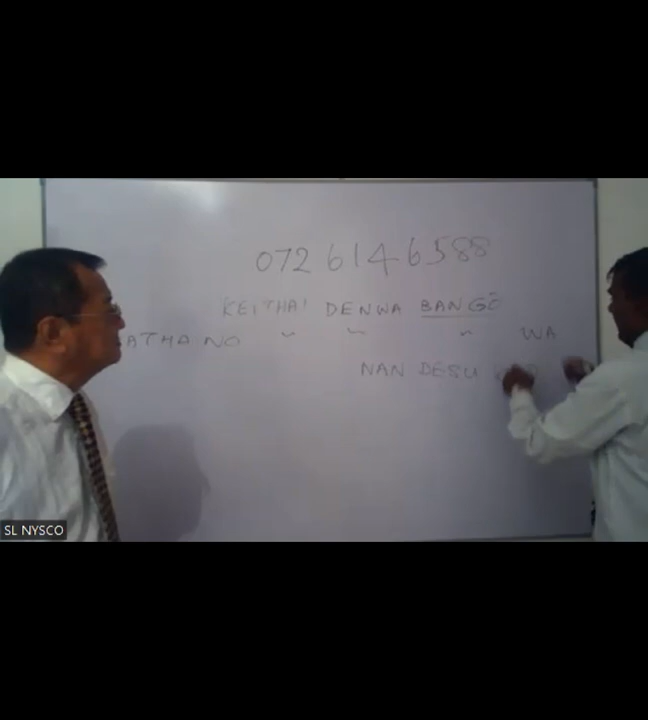 072 6146588
KEITHAI DENWA BANGŌ
ATHA NO " " " WA
NAN DESU
SL NYSCO